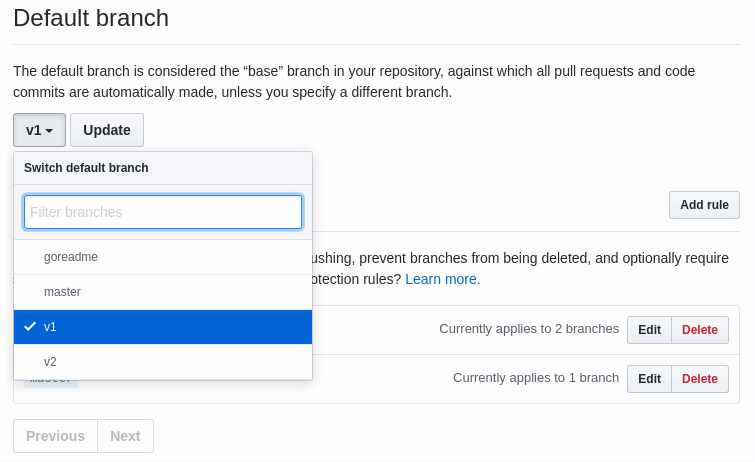 Default branch
The default branch is considered the “base” branch in your repository, against which all pull requests and code
commits are automatically made, unless you specify a different branch.
v1 Update
Switch default branch
Filter branches
Add rule
goreadme
ushing, prevent branches from being deleted, and optionally require
otection rules? Learn more.
master
v1
Currently applies to 2 branches Edit Delete
v2
Currently applies to 1 branch Edit Delete
Previous Next